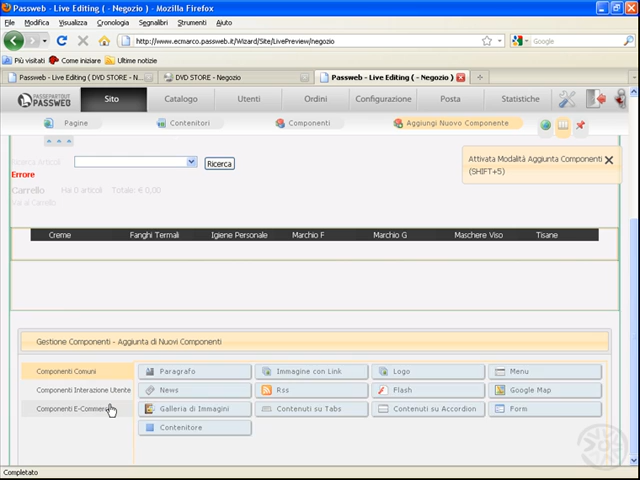 Passweb - Live Editing ( - Negozio ) - Mozilla Firefox
File Modifica Visualizza Cronologia Segnalibri Strumenti Aiuto
http://www.ecmarco.passweb.it/Wizard/Site/LivePreview/negozio
Google
Più visitati Come iniziare Ultime notizie
Passweb - Live Editing ( DVD STORE - N... DVD STORE - Negozio Passweb - Live Editing ( - Negozio )
PASSEPARTOUT PASSWEB Sito Catalogo Utenti Ordini Configurazione Posta Statistiche
Pagine Contenitori Componenti Aggiungi Nuovo Componente
Attivata Modalità Aggiunta Componenti (SHIFT+5)
Ricerca Articoli Ricerca
Errore
Carrello Hai 0 articoli Totale: € 0,00
Vai al Carrello
Creme Fanghi Termali Igiene Personale Marchio F Marchio G Maschere Viso Tisane
Gestione Componenti - Aggiunta di Nuovi Componenti
Componenti Comuni Paragrafo Immagine con Link Logo Menu
Componenti Interazione Utente News Rss Flash Google Map
Componenti E-Commerce Galleria di Immagini Contenuti su Tabs Contenuti su Accordion Form
Contenitore
Completato